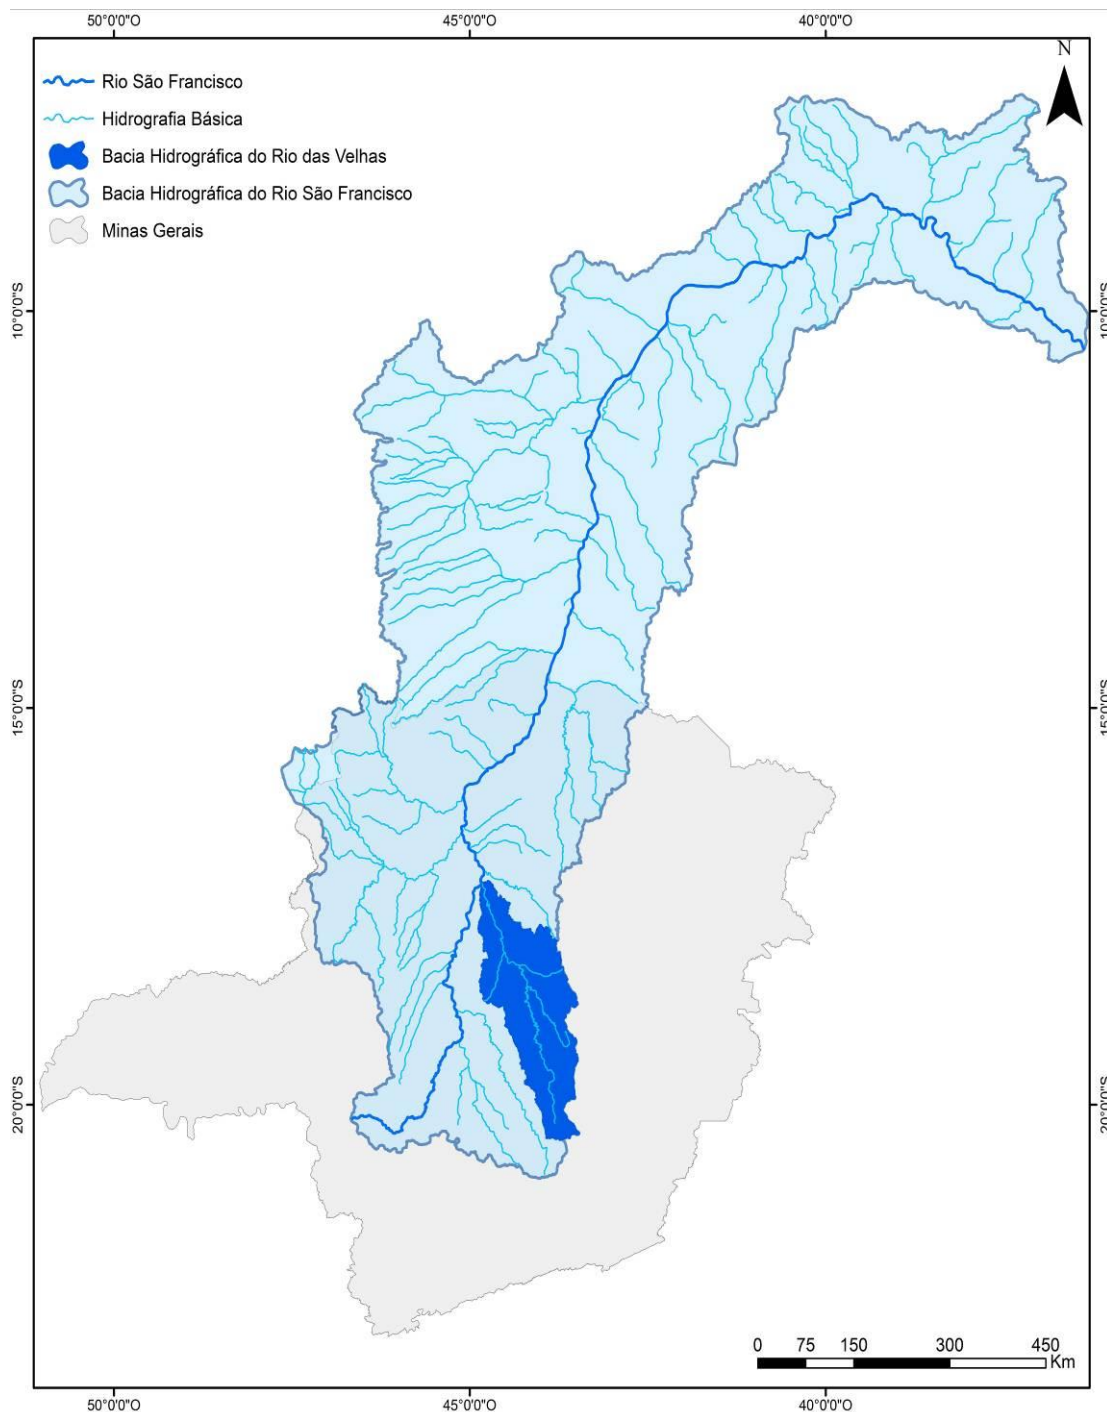 50°0'0"O 45°0'0"O 40°0'0"O
N
Rio São Francisco
Hidrografia Básica
Bacia Hidrográfica do Rio das Velhas
Bacia Hidrográfica do Rio São Francisco
Minas Gerais
10°0'0"S 10°0'0"S
15°0'0"S 15°0'0"S
20°0'0"S 20°0'0"S
0 75 150 300 450
Km
50°0'0"O 45°0'0"O 40°0'0"O